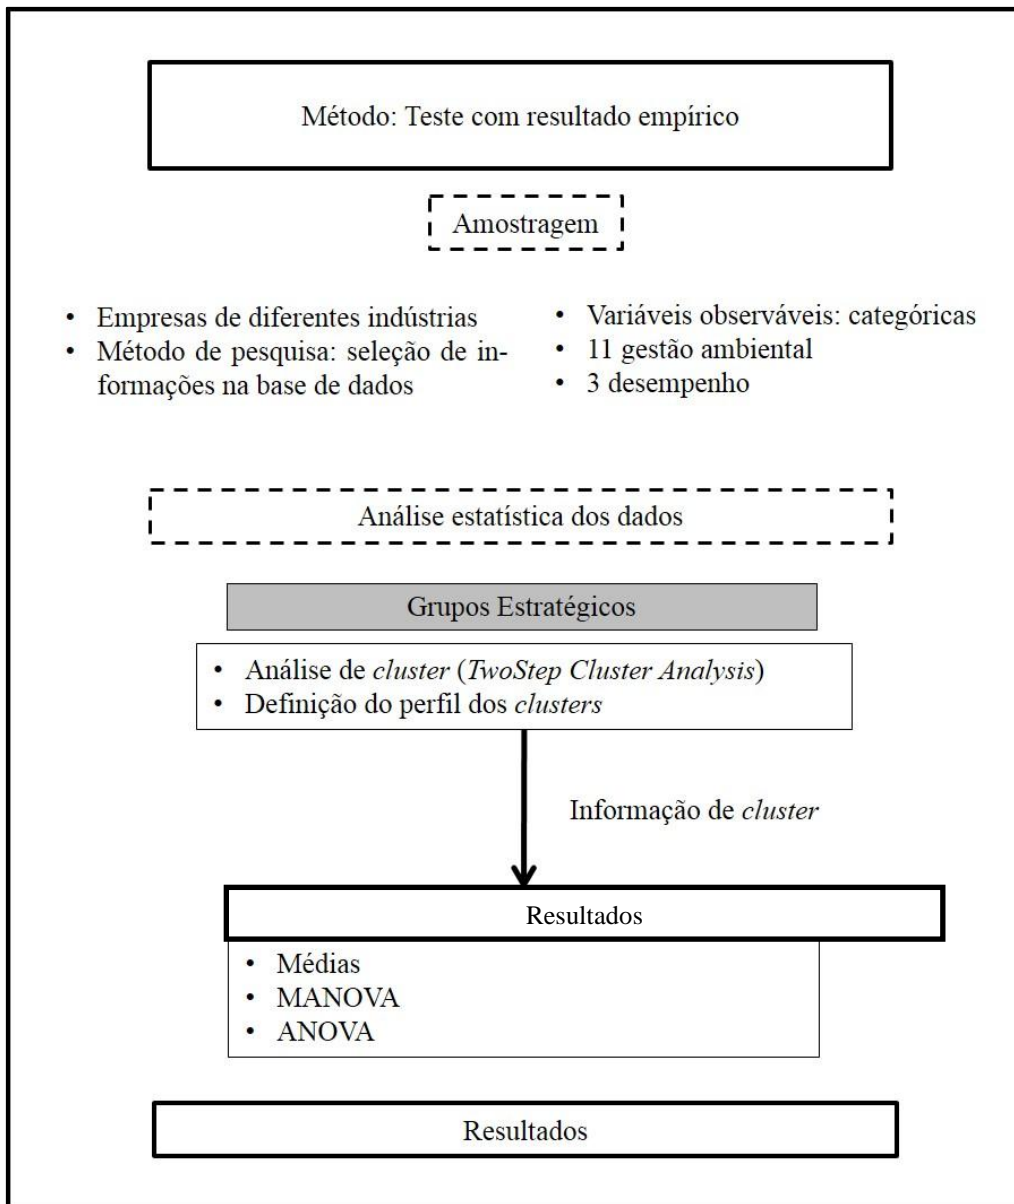 Método: Teste com resultado empírico
Amostragem
• Empresas de diferentes indústrias
• Método de pesquisa: seleção de in-
formações na base de dados
• Variáveis observáveis: categóricas
• 11 gestão ambiental
• 3 desempenho
Análise estatística dos dados
Grupos Estratégicos
• Análise de cluster (TwoStep Cluster Analysis)
• Definição do perfil dos clusters
Informação de cluster
Resultados
• Médias
• MANOVA
• ANOVA
Resultados